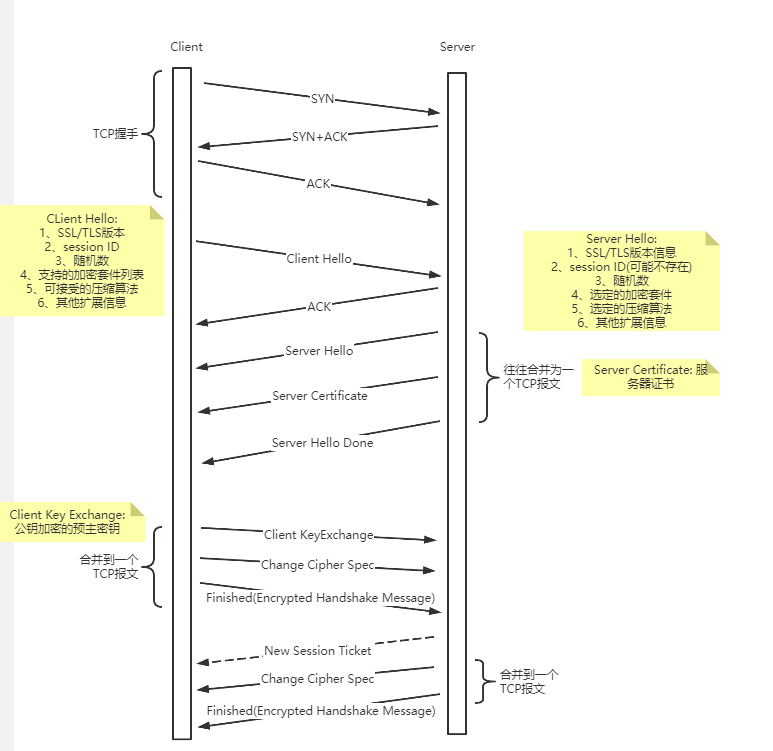 Client
Server
SYN
SYN+ACK
TCP握手
ACK
CLient Hello:
1、SSL/TLS版本
2、session ID
3、随机数
4、支持的加密套件列表
5、可接受的压缩算法
6、其他扩展信息
Client Hello
Server Hello:
1、SSL/TLS版本信息
2、session ID(可能不存在)
3、随机数
4、选定的加密套件
5、选定的压缩算法
6、其他扩展信息
ACK
Server Hello
往往合并为一
个TCP报文
Server Certificate: 服
务器证书
Server Certificate
Server Hello Done
Client Key Exchange:
公钥加密的预主密钥
Client KeyExchange
合并到一个
TCP报文
Change Cipher Spec
Finished(Encrypted Handshake Message)
New Session Ticket
Change Cipher Spec
合并到一个
TCP报文
Finished(Encrypted Handshake Message)